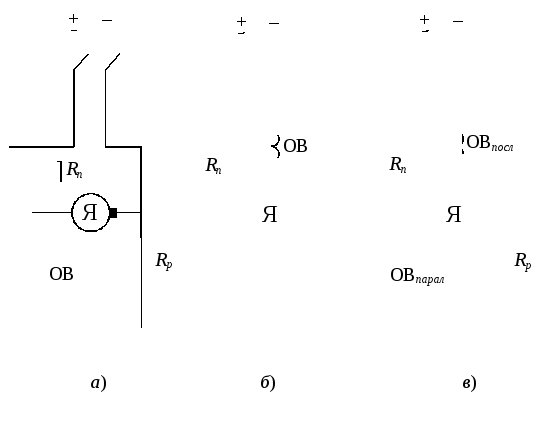 + − + − + −
ОВ ОВпосл
Rп Rп Rп
Я Я Я
ОВ Rр ОВпарал Rр
а) б) в)